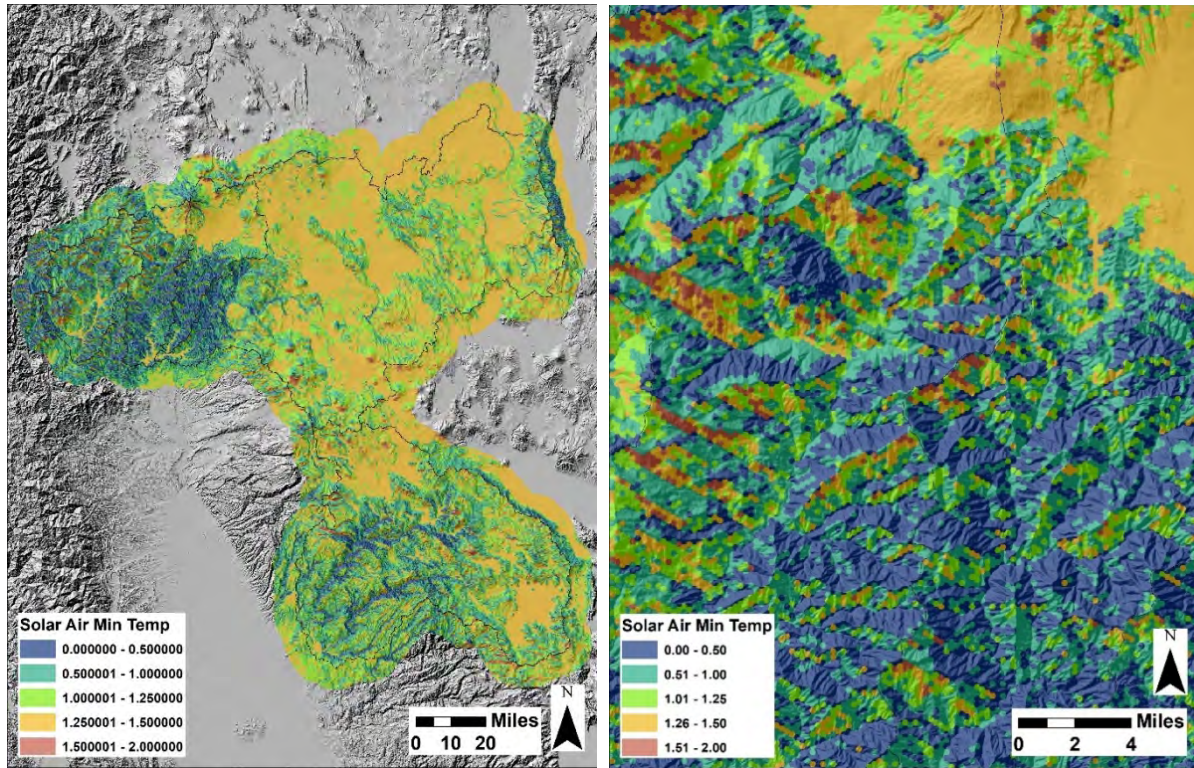 Solar Air Min Temp
0.000000 - 0.500000
0.500001 - 1.000000
1.000001 - 1.250000
1.250001 - 1.500000
1.500001 - 2.000000
N
Miles
0 10 20
Solar Air Min Temp
0.00 - 0.50
0.51 - 1.00
1.01 - 1.25
1.26 - 1.50
1.51 - 2.00
N
Miles
0 2 4